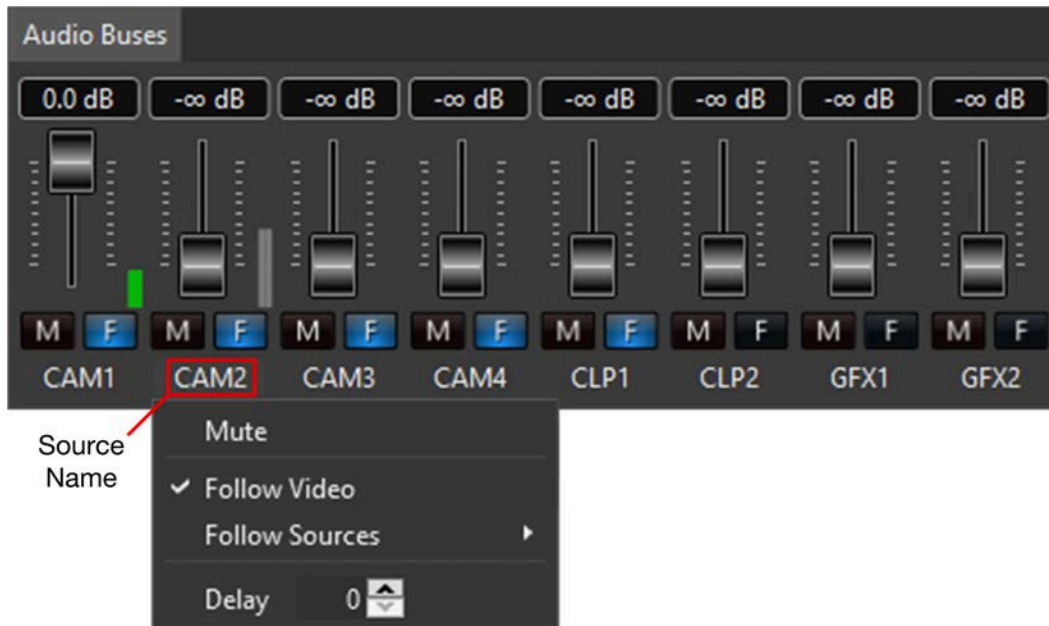 Audio Buses
0.0 dB -∞ dB -∞ dB -∞ dB -∞ dB -∞ dB -∞ dB -∞ dB
M F M F M F M F M F M F M F M F
CAM1 CAM2 CAM3 CAM4 CLP1 CLP2 GFX1 GFX2
Source
Name
Mute
Follow Video
Follow Sources
Delay 0